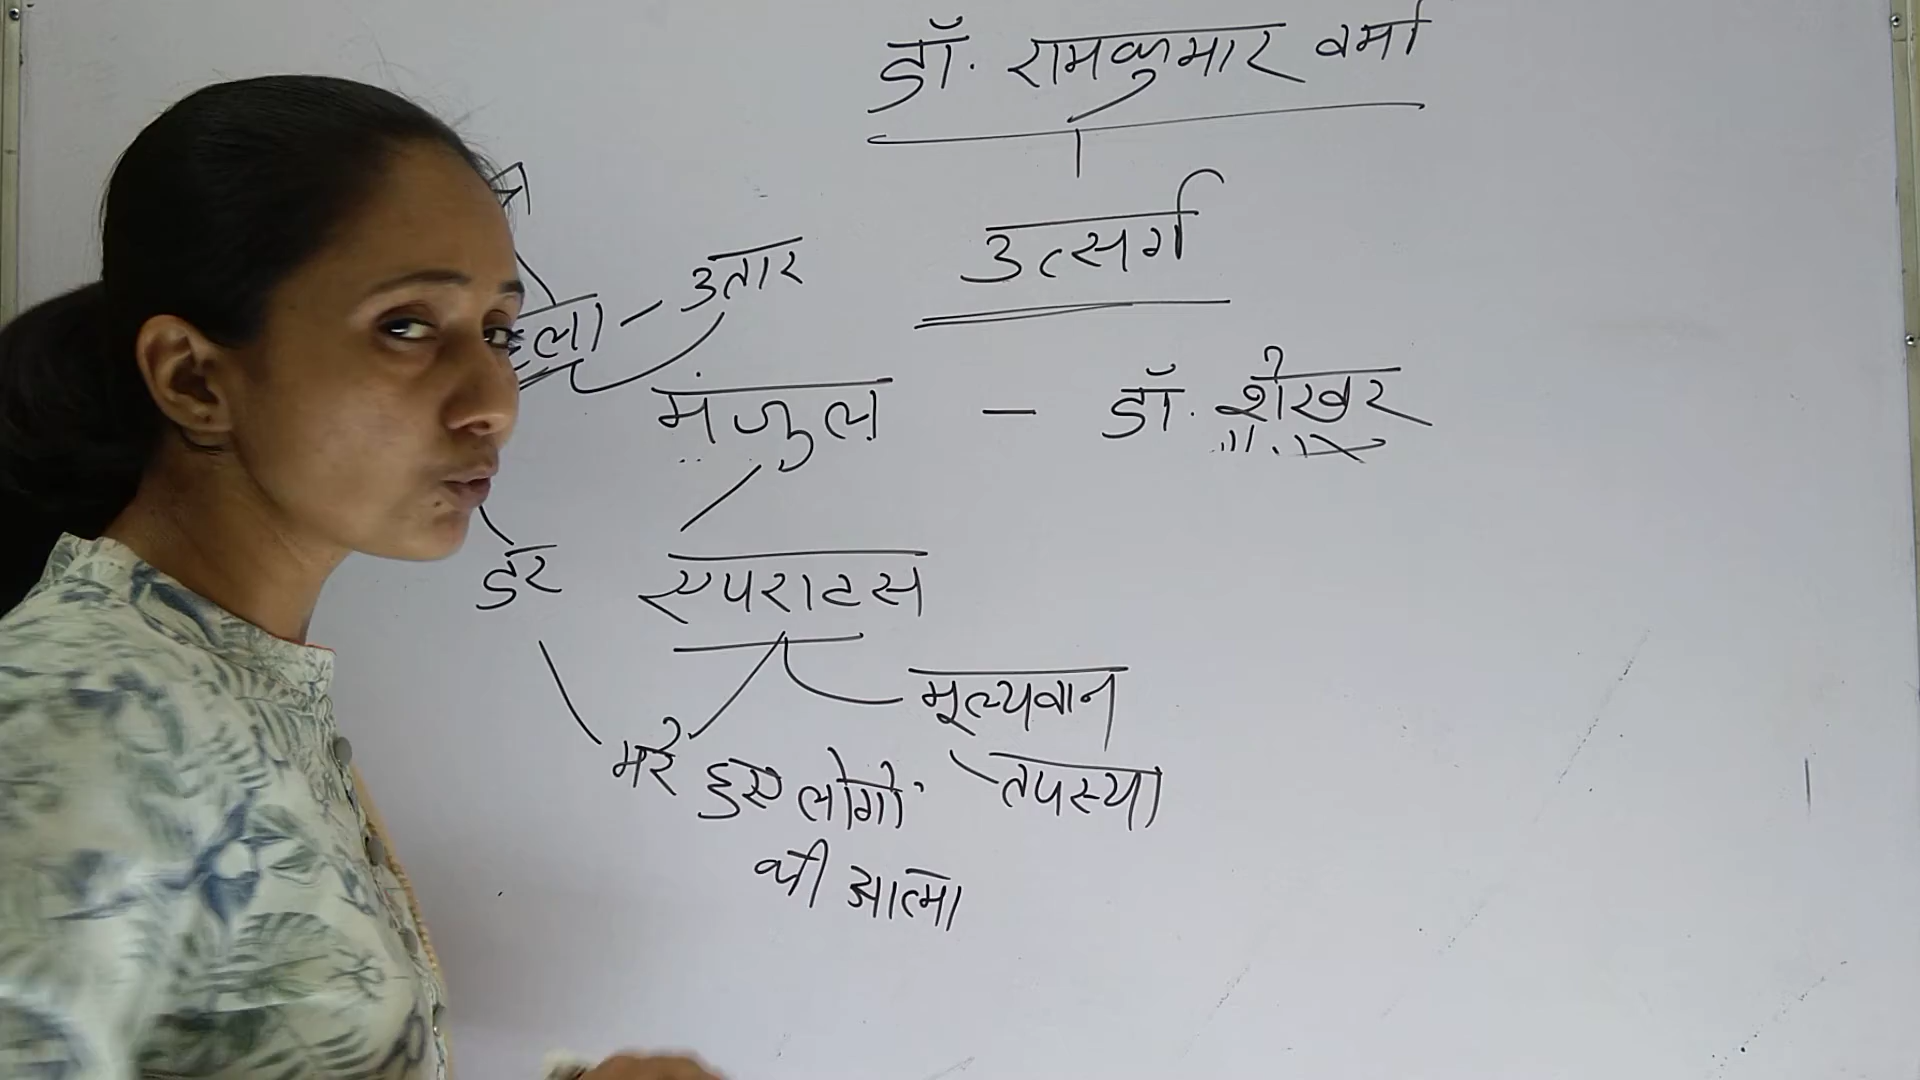 डॉ. रामकुमार वर्मा
उत्सर्ग
उतार
मंजुल – डॉ. शेखर
डर
एपराटस
मूल्यवान
मरे हुए लोगों तपस्या
की आत्मा